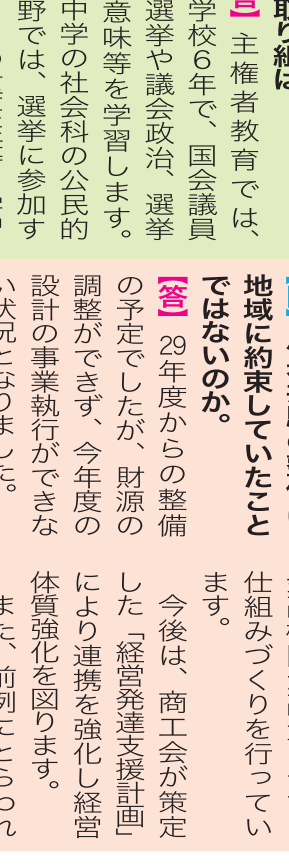 取り組は
【答】 主権者教育では、
学校6年で、国会議員
選挙や議会政治、選挙
意味等を学習します。
中学の社会科の公民的
野では、選挙に参加す
地域に約束していたこと
ではないのか。
【答】 29年度からの整備
の予定でしたが、財源の
調整ができず、今年度の
設計の事業執行ができな
い状況となりました。
仕組みづくりを行ってい
ます。
今後は、商工会が策定
した「経営発達支援計画」
により連携を強化し経営
体質強化を図ります。
また、前例にとらわれ